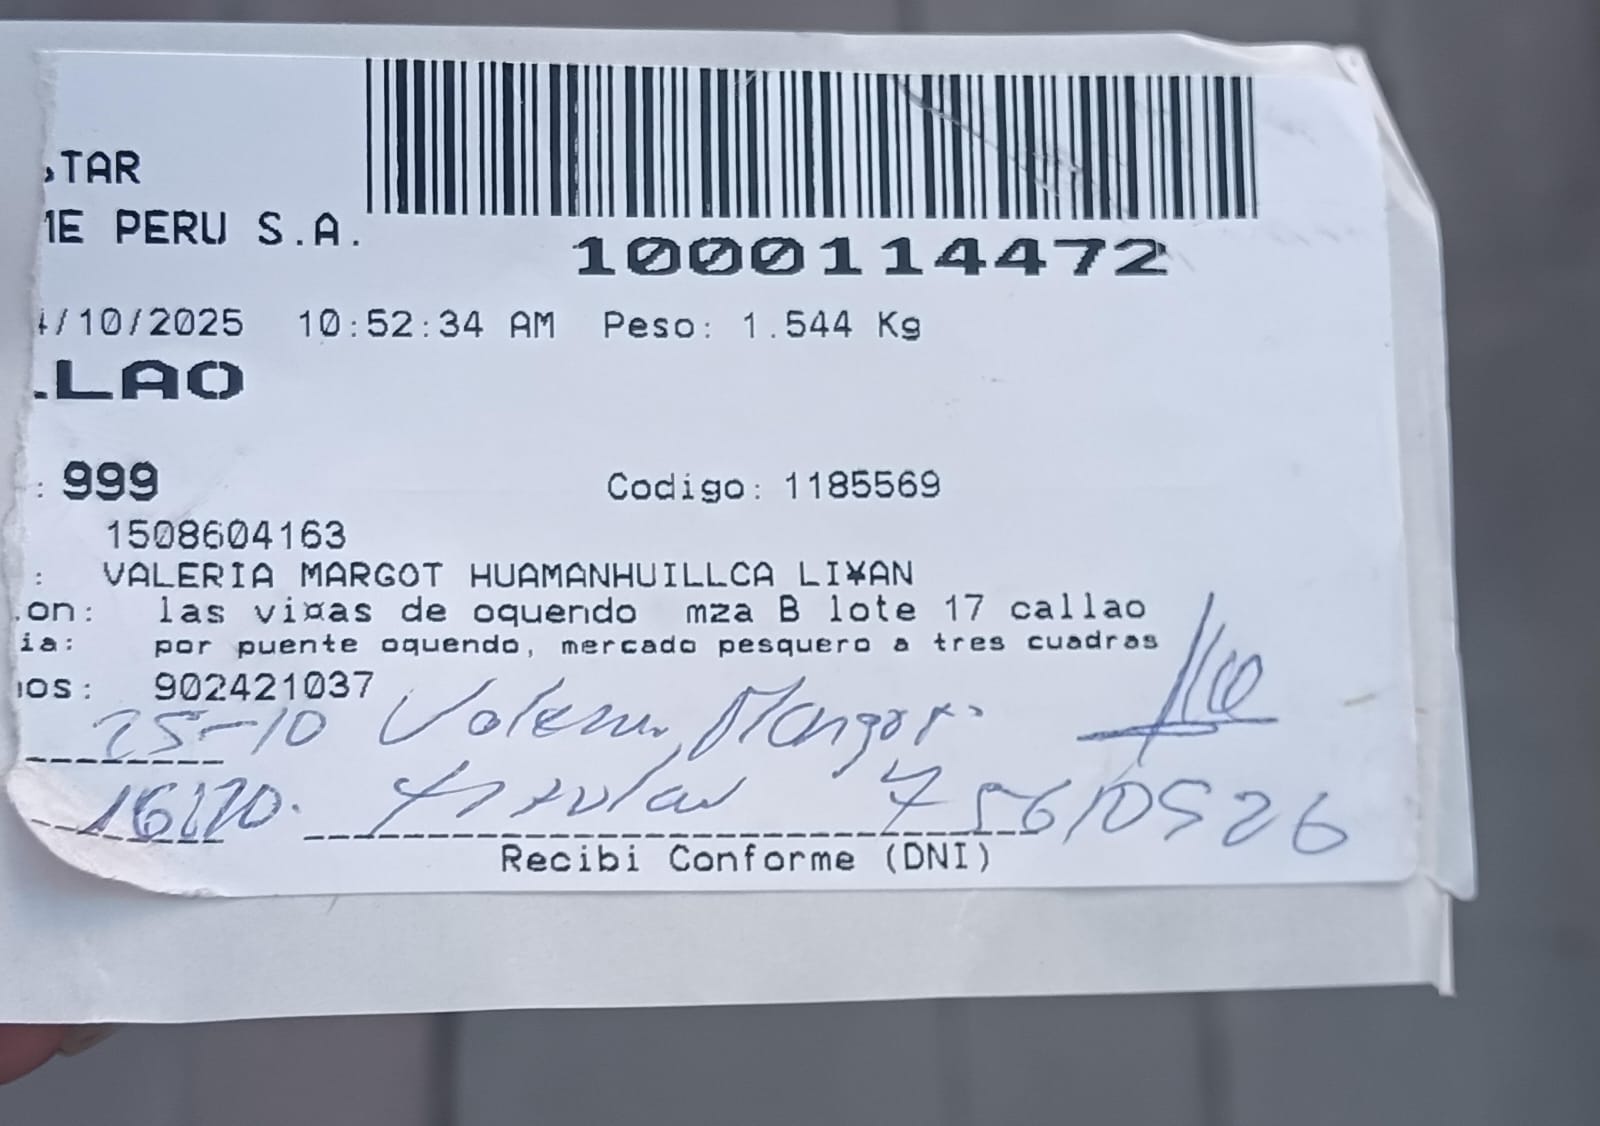 TAR
ME PERU S.A.
1000114472
/10/2025 10:52:34 AM Peso: 1.544 Kg
LLAO
: 999 Codigo: 1185569
1508604163
: VALERIA MARGOT HUAMANHUILLCA LI¥AN
on: las vi¤as de oquendo mza B lote 17 callao
ia: por puente oquendo, mercado pesquero a tres cuadras
nos: 902421037
25-10 Valeria Margot
16:20. 75610526
Recibi Conforme (DNI)